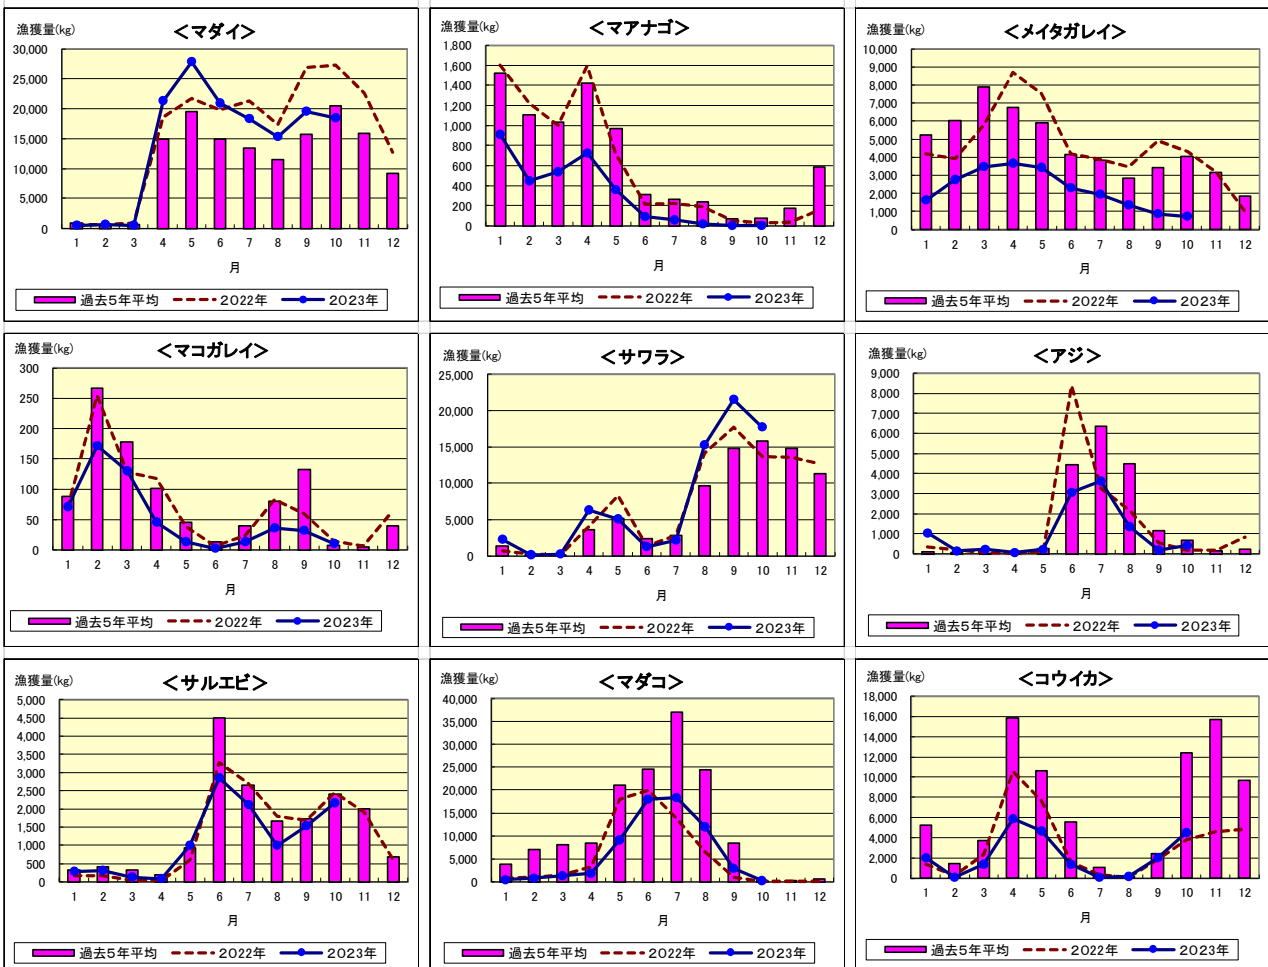 漁獲量(kg)
＜マダイ＞
30,000
25,000
20,000
15,000
10,000
5,000
0
1 2 3 4 5 6 7 8 9 10 11 12
月
過去5年平均 2022年 2023年
漁獲量(kg)
＜マアナゴ＞
1,800
1,600
1,400
1,200
1,000
800
600
400
200
0
1 2 3 4 5 6 7 8 9 10 11 12
月
過去5年平均 2022年 2023年
漁獲量(kg)
＜メイタガレイ＞
10,000
9,000
8,000
7,000
6,000
5,000
4,000
3,000
2,000
1,000
0
1 2 3 4 5 6 7 8 9 10 11 12
月
過去5年平均 2022年 2023年
漁獲量(kg)
＜マコガレイ＞
300
250
200
150
100
50
0
1 2 3 4 5 6 7 8 9 10 11 12
月
過去5年平均 2022年 2023年
漁獲量(kg)
＜サワラ＞
25,000
20,000
15,000
10,000
5,000
0
1 2 3 4 5 6 7 8 9 10 11 12
月
過去5年平均 2022年 2023年
漁獲量(kg)
＜アジ＞
9,000
8,000
7,000
6,000
5,000
4,000
3,000
2,000
1,000
0
1 2 3 4 5 6 7 8 9 10 11 12
月
過去5年平均 2022年 2023年
漁獲量(kg)
＜サルエビ＞
5,000
4,500
4,000
3,500
3,000
2,500
2,000
1,500
1,000
500
0
1 2 3 4 5 6 7 8 9 10 11 12
月
過去5年平均 2022年 2023年
漁獲量(kg)
＜マダコ＞
40,000
35,000
30,000
25,000
20,000
15,000
10,000
5,000
0
1 2 3 4 5 6 7 8 9 10 11 12
月
過去5年平均 2022年 2023年
漁獲量(kg)
＜コウイカ＞
18,000
16,000
14,000
12,000
10,000
8,000
6,000
4,000
2,000
0
1 2 3 4 5 6 7 8 9 10 11 12
月
過去5年平均 2022年 2023年